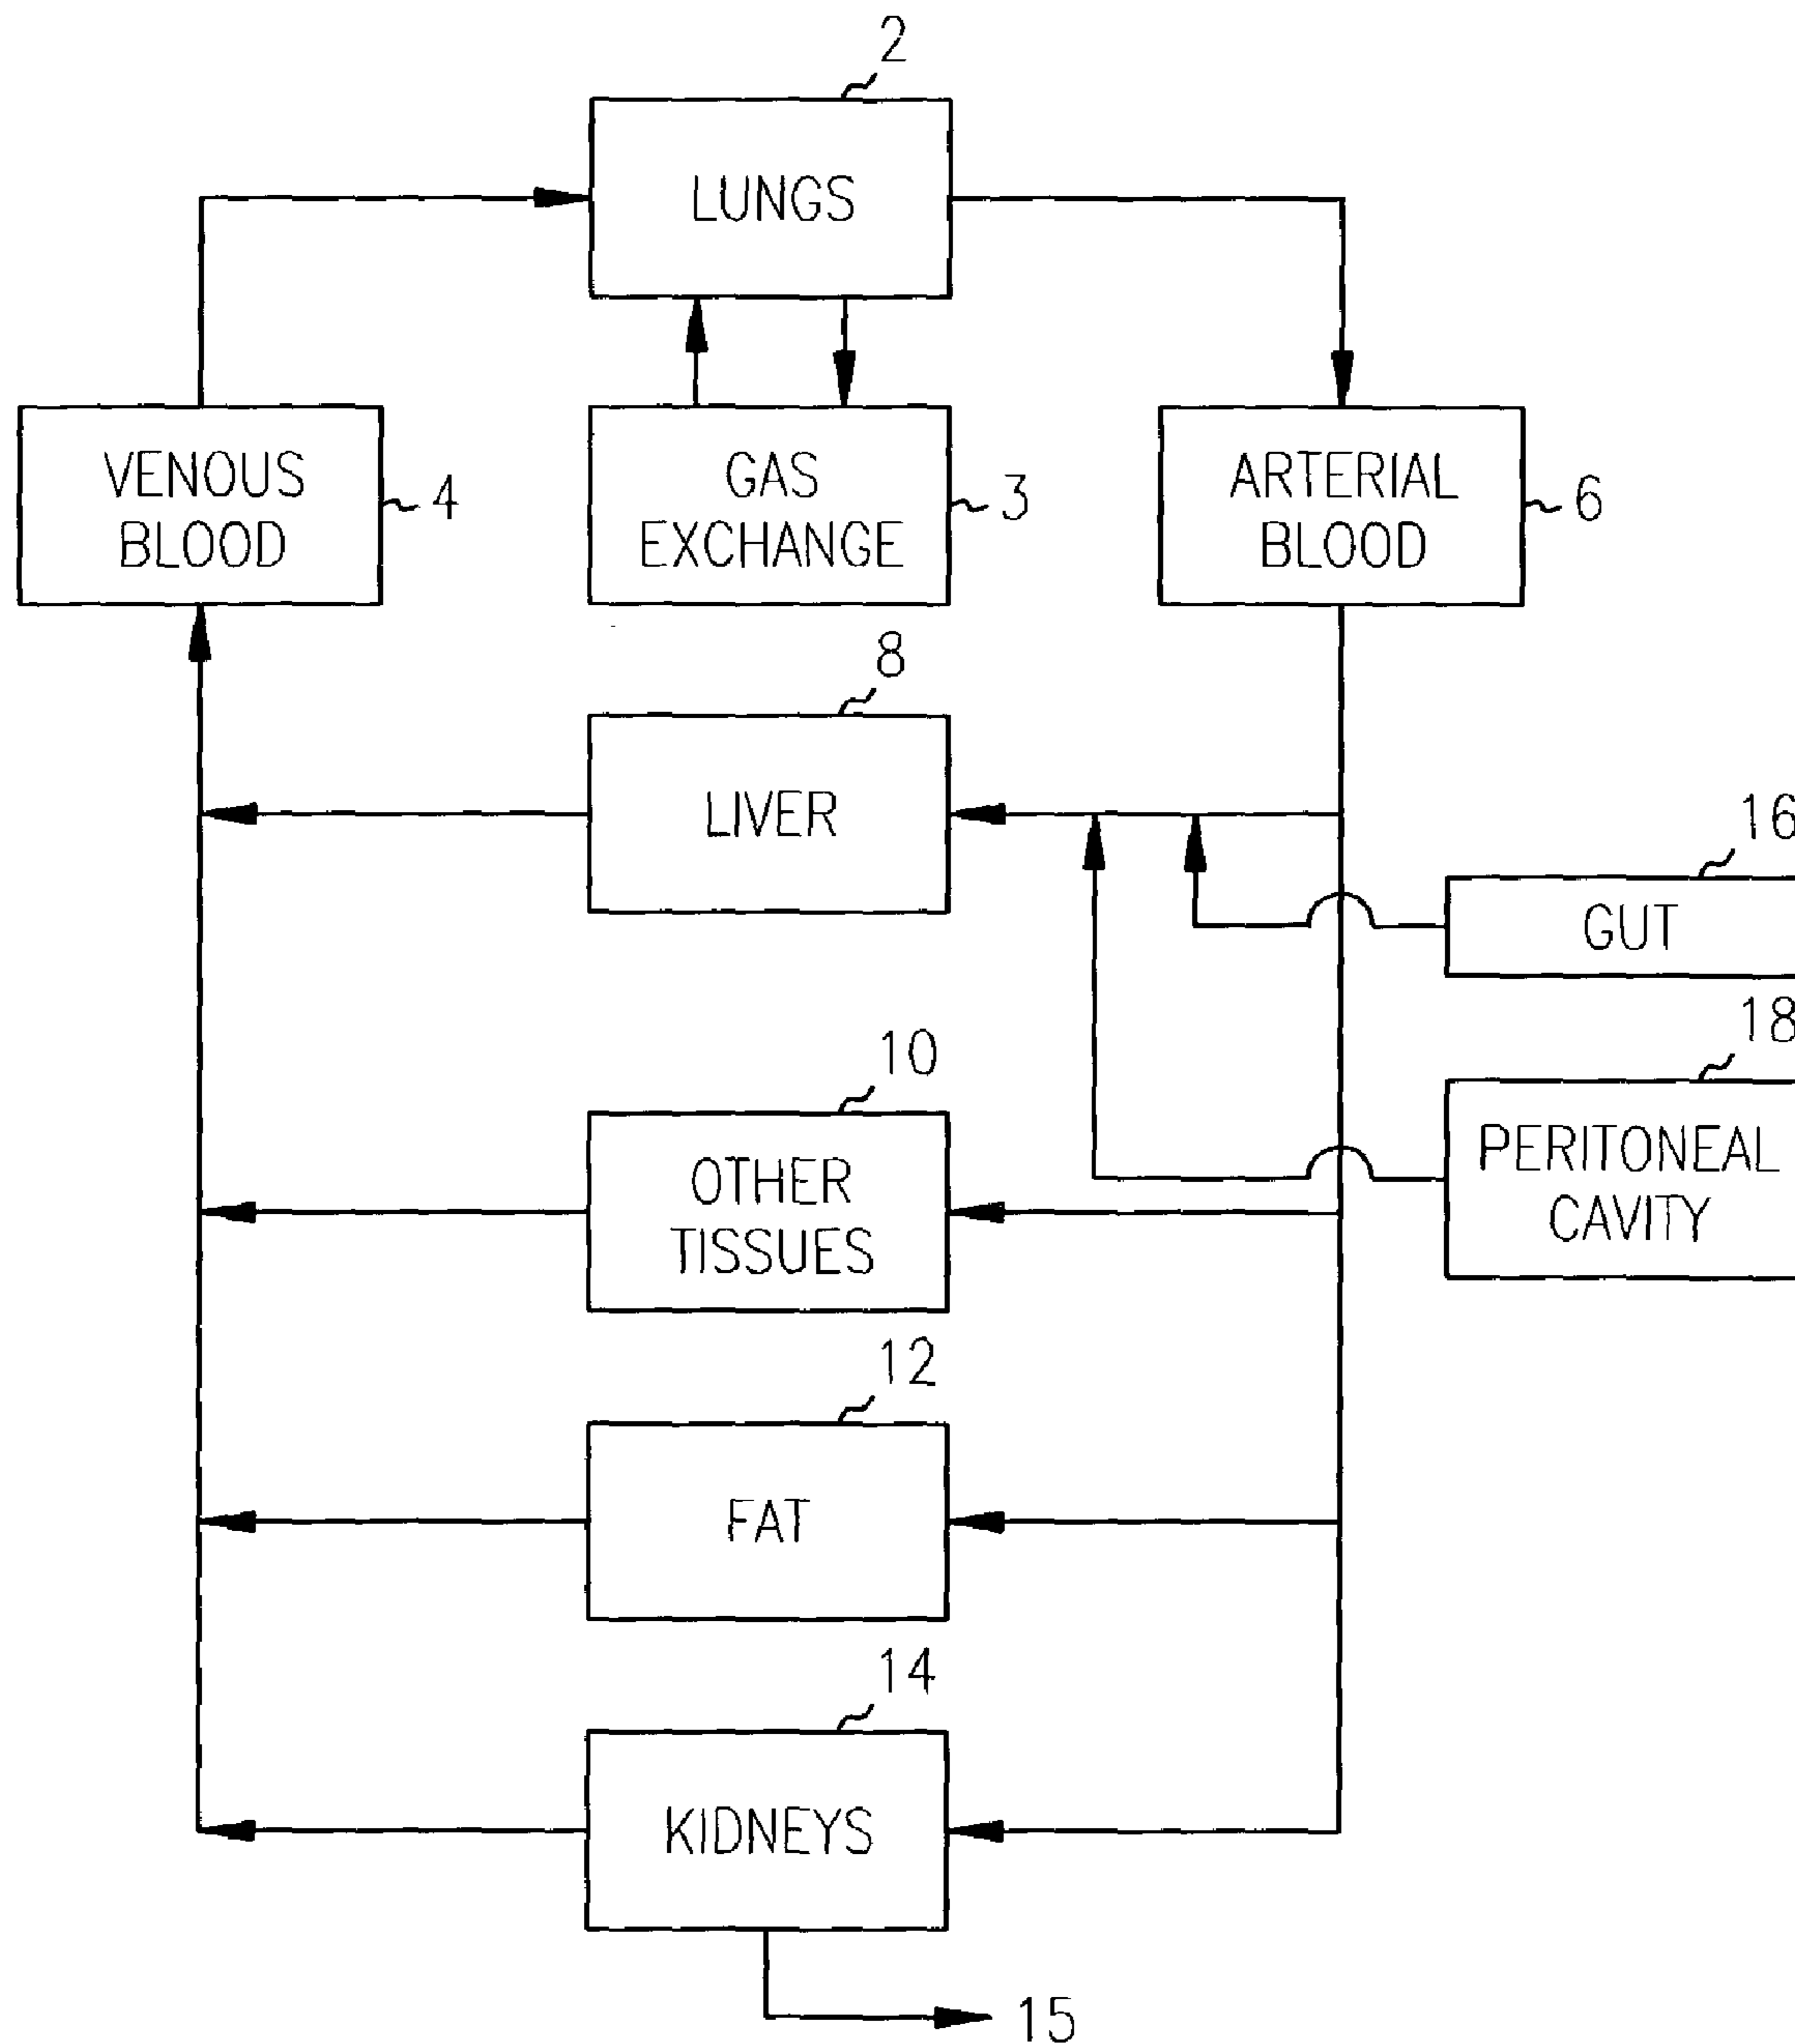 2
LUNGS
VENOUS
BLOOD
4
GAS
EXCHANGE
3
ARTERIAL
BLOOD
6
8
LIVER
16
GUT
18
PERITONEAL
CAVITY
10
OTHER
TISSUES
12
FAT
14
KIDNEYS
15